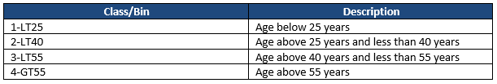 Class/Bin Description
1-LT25 Age below 25 years
2-LT40 Age above 25 years and less than 40 years
3-LT55 Age above 40 years and less than 55 years
4-GT55 Age above 55 years